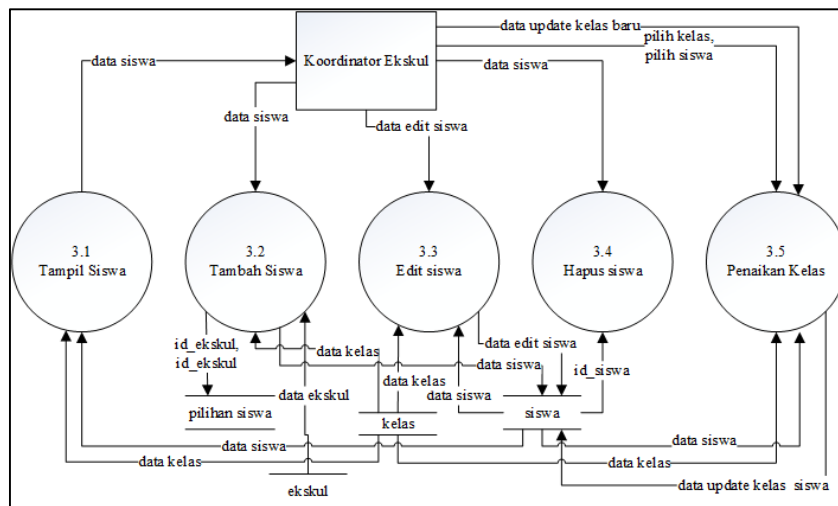 data update kelas baru
pilih kelas,
pilih siswa
Koordinator Ekskul
data siswa
data siswa
data siswa
data edit siswa
3.1
Tampil Siswa
3.2
Tambah Siswa
3.3
Edit siswa
3.4
Hapus siswa
3.5
Penaikan Kelas
id_ekskul,
id_ekskul
data kelas
data edit siswa
data siswa
id_siswa
data kelas
data ekskul
data siswa
pilihan siswa
kelas
siswa
data siswa
data siswa
data kelas
data kelas
data update kelas siswa
ekskul